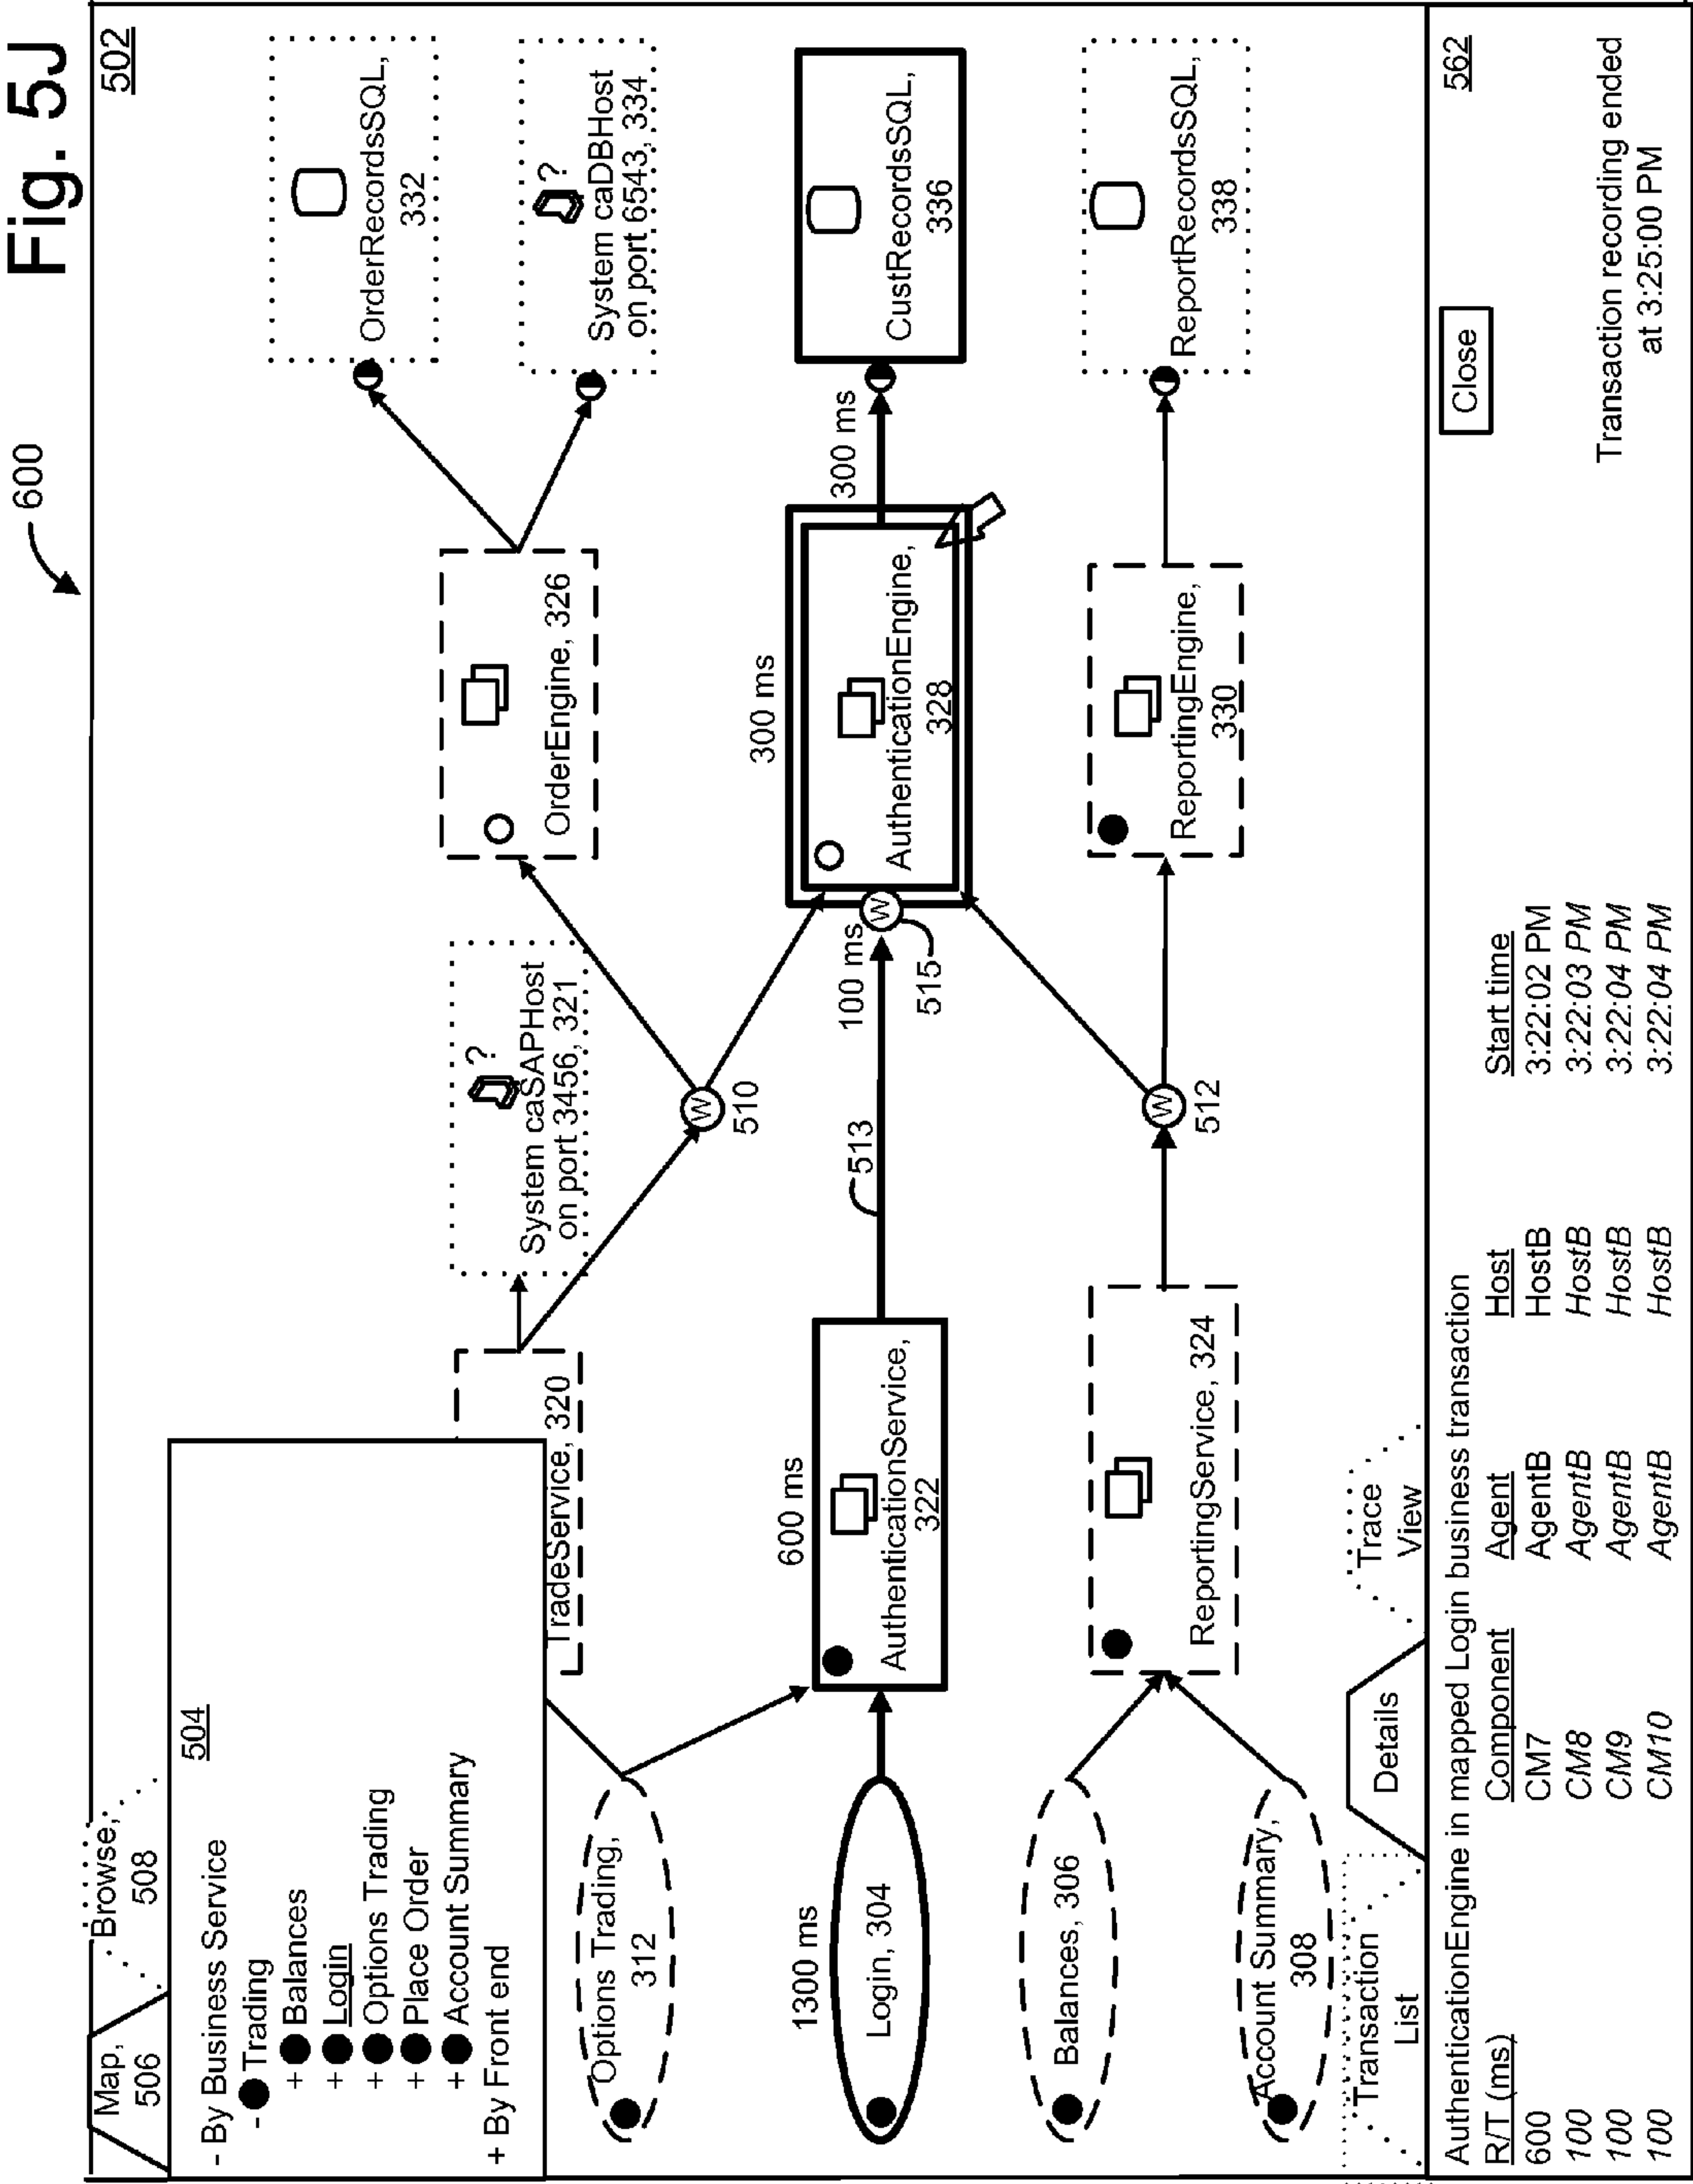 Fig. 5J
600
502
Map,
506
Browse,
508
504
- By Business Service
- Trading
+ Balances
+ Login
+ Options Trading
+ Place Order
+ Account Summary
+ By Front end
TradeService, 320
System caSAPHost
on port 3456, 321
?
OrderEngine, 326
OrderRecordsSQL,
332
?
System caDBHost
on port 6543, 334
W
510
Options Trading,
312
1300 ms
Login, 304
600 ms
AuthenticationService,
322
513
100 ms
W
515
300 ms
AuthenticationEngine,
328
300 ms
CustRecordsSQL,
336
Balances, 306
Account Summary,
308
ReportingService, 324
W
512
ReportingEngine,
330
ReportRecordsSQL,
338
Transaction
List
Details
Trace
View
AuthenticationEngine in mapped Login business transaction
Close
562
R/T (ms) Component Agent Host Start time
600 CM7 AgentB HostB 3:22:02 PM
100 CM8 AgentB HostB 3:22:03 PM
100 CM9 AgentB HostB 3:22:04 PM
100 CM10 AgentB HostB 3:22:04 PM
Transaction recording ended
at 3:25:00 PM